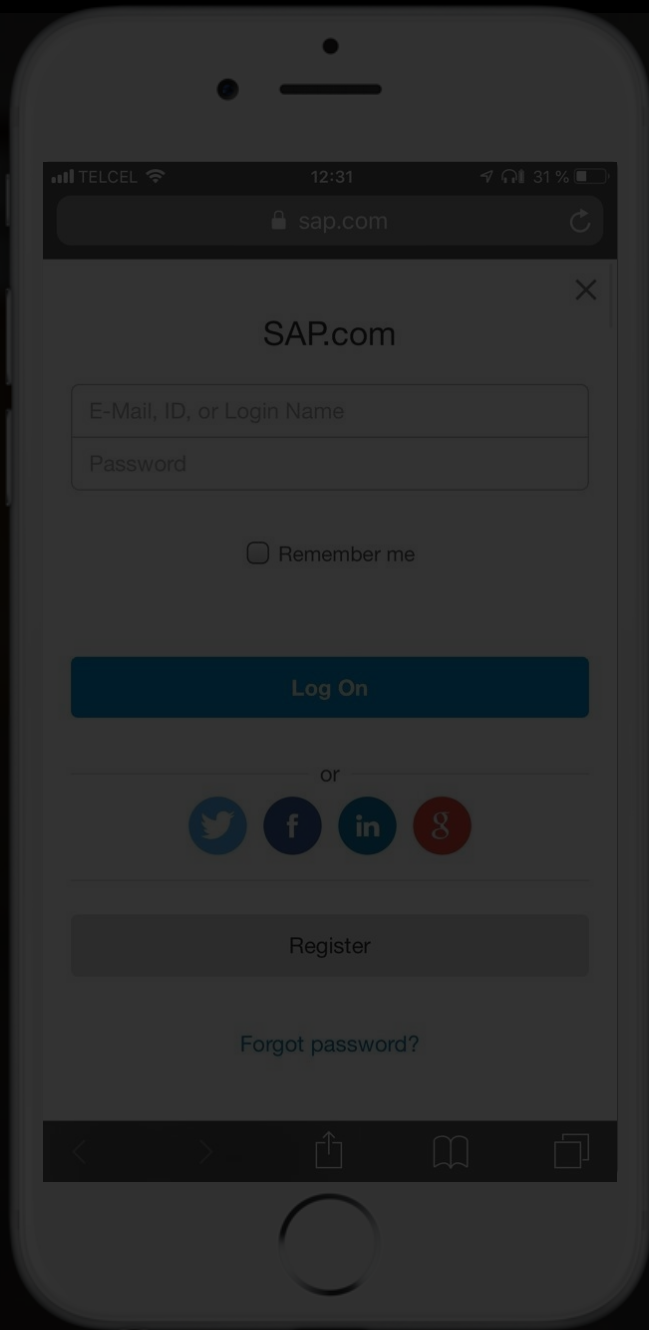 TELCEL 12:31 31 %
sap.com
SAP.com
E-Mail, ID, or Login Name
Password
Remember me
Log On
or
f in g
Register
Forgot password?